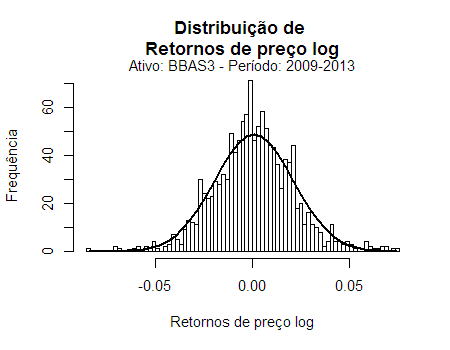 Distribuição de
Retornos de preço log
Ativo: BBAS3 - Período: 2009-2013
Frequência
60
40
20
0
-0.05 0.00 0.05
Retornos de preço log